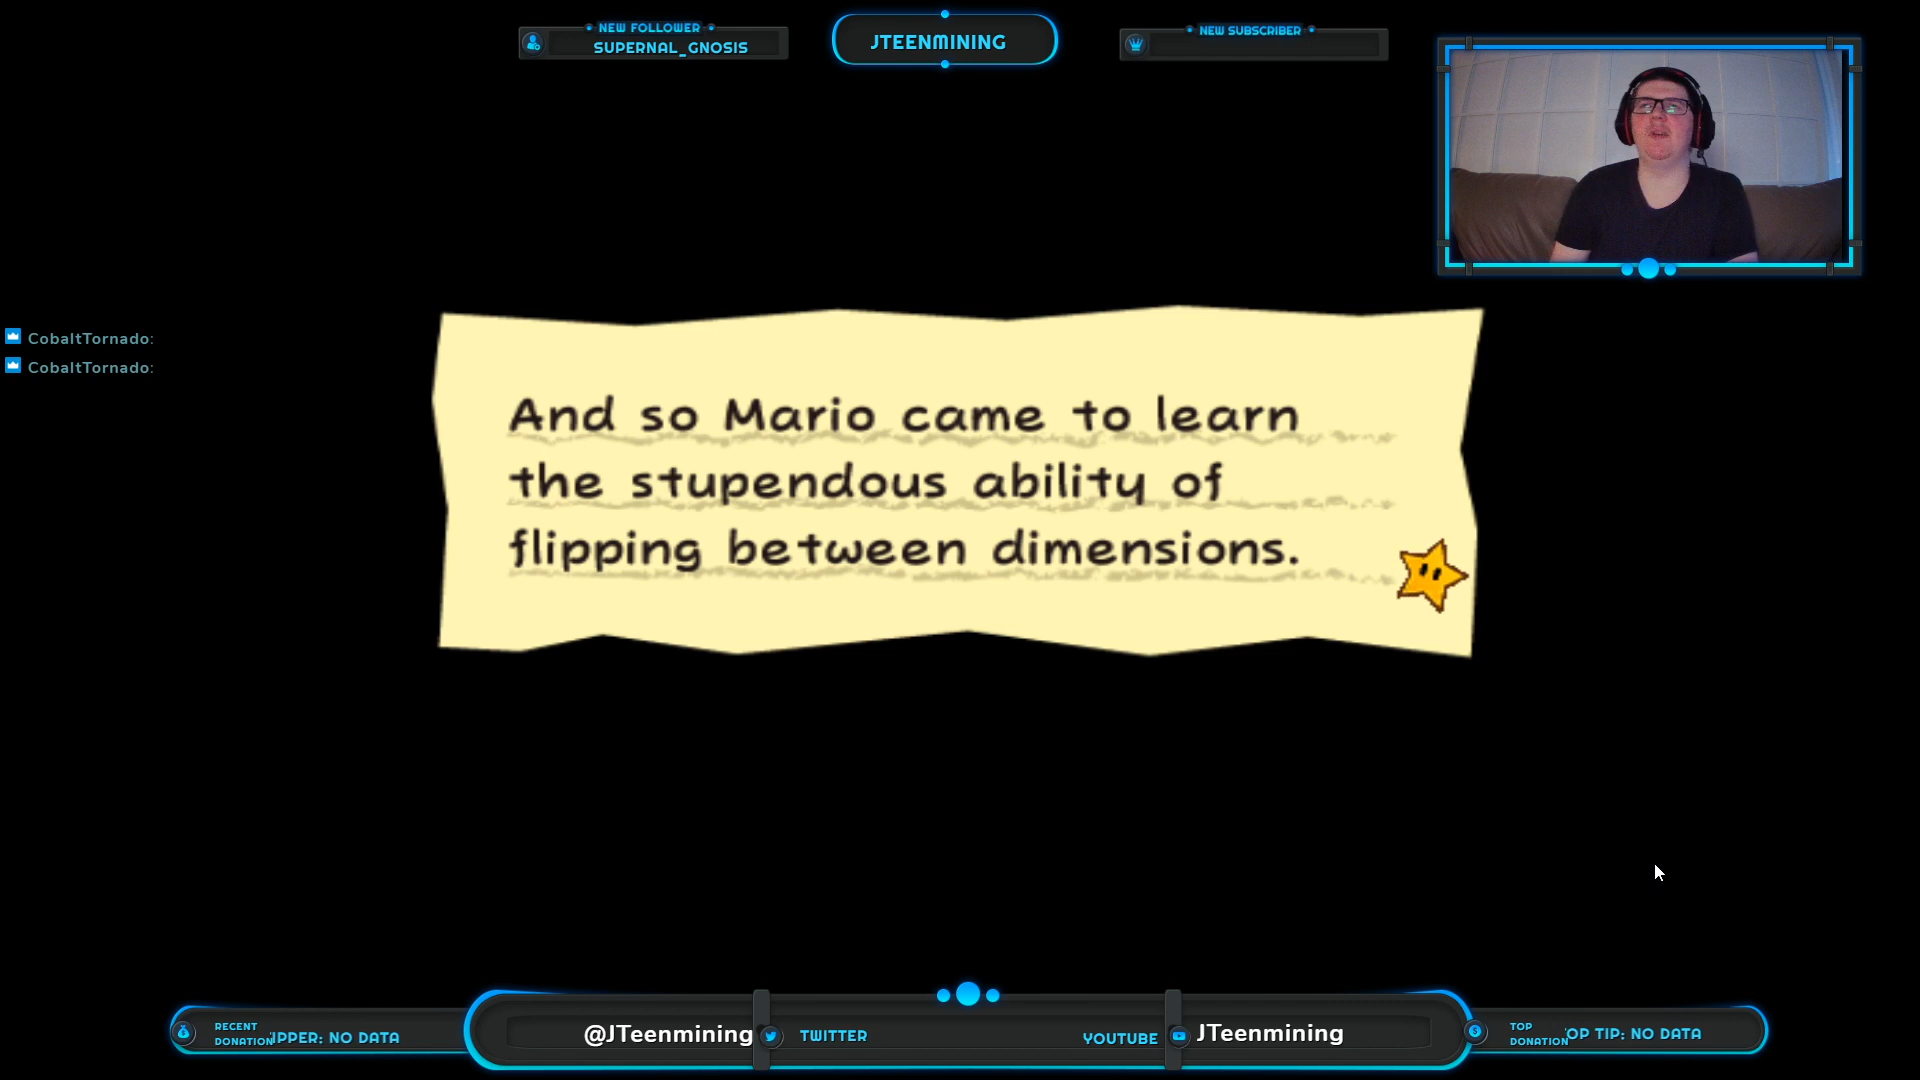 NEW FOLLOWER
SUPERNAL_GNOSIS
JTEENMINING
NEW SUBSCRIBER
CobaltTornado:
CobaltTornado:
And so Mario came to learn
the stupendous ability of
flipping between dimensions.
RECENT
DONATION
IPPER: NO DATA
@JTeenmining
TWITTER
YOUTUBE
JTeenmining
TOP
DONATION
OP TIP: NO DATA